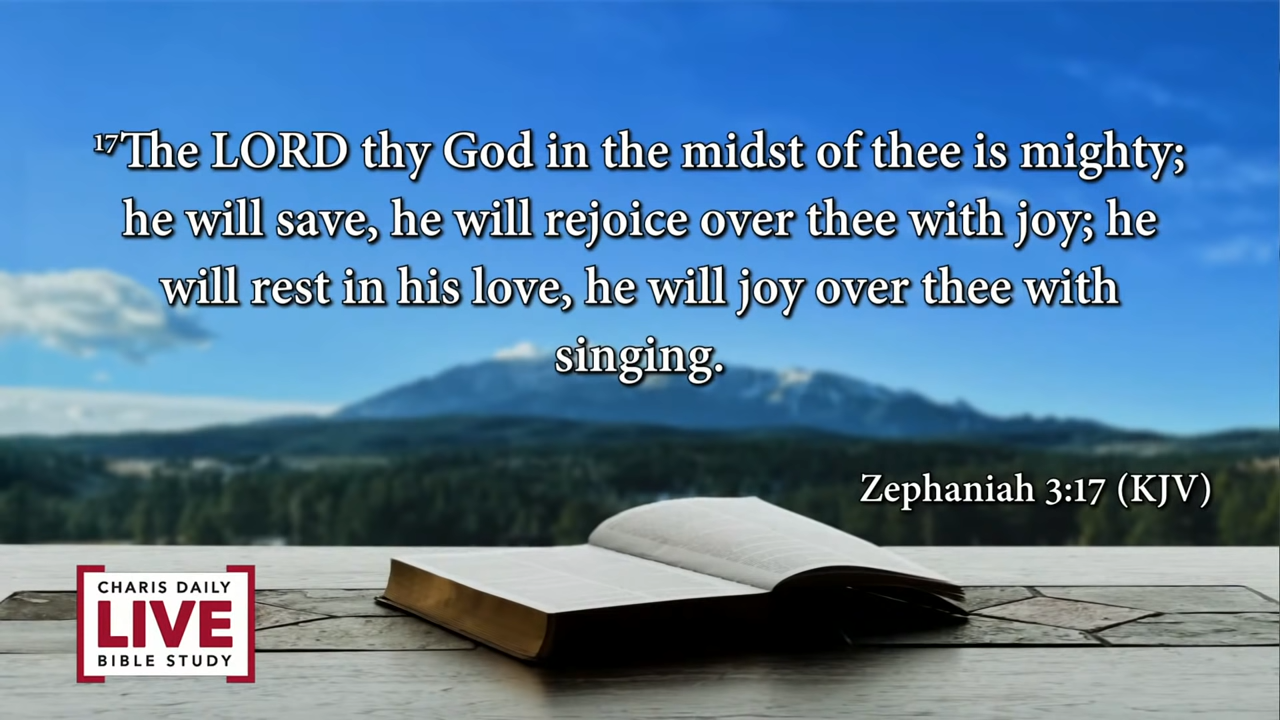 ¹⁷The LORD thy God in the midst of thee is mighty;
he will save, he will rejoice over thee with joy; he
will rest in his love, he will joy over thee with
singing.
Zephaniah 3:17 (KJV)
CHARIS DAILY
LIVE
BIBLE STUDY